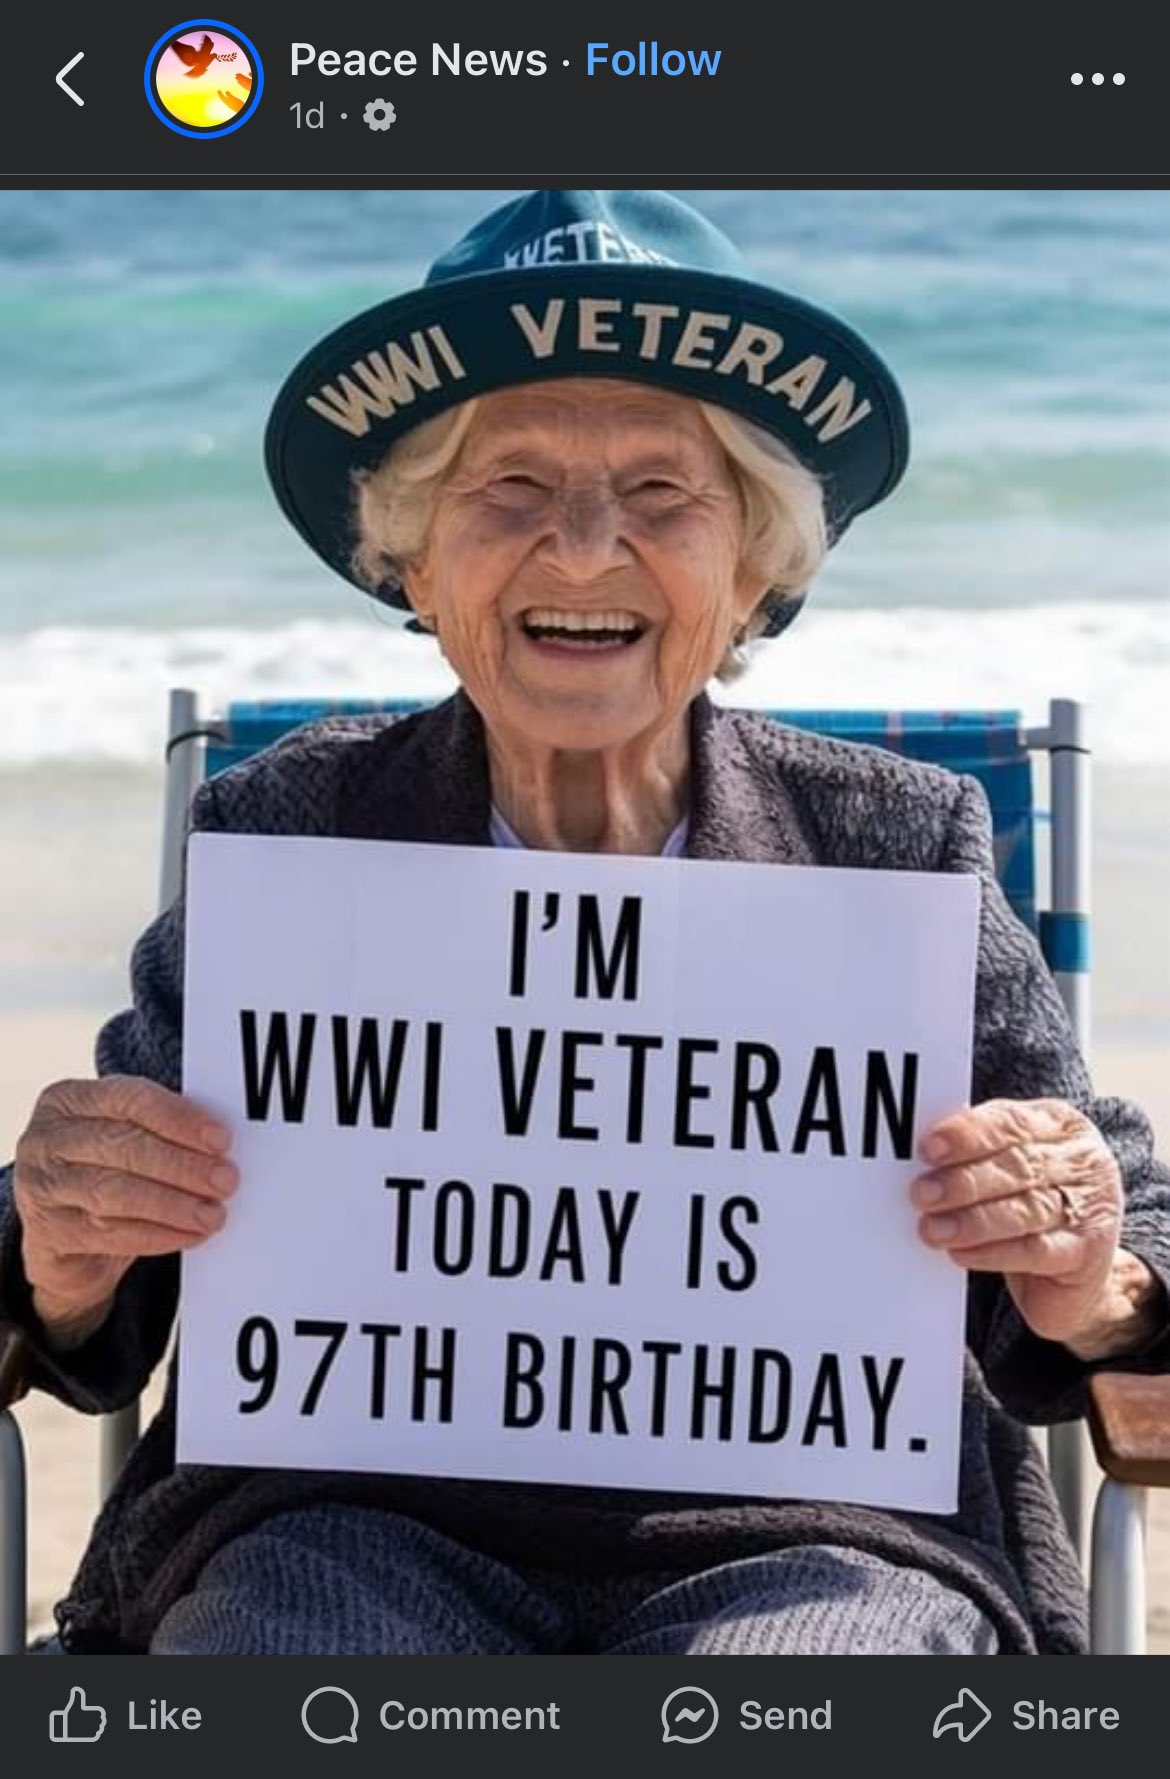 Peace News · Follow
1d ·
WWI VETERAN
I'M
WWI VETERAN
TODAY IS
97TH BIRTHDAY.
Like Comment Send Share